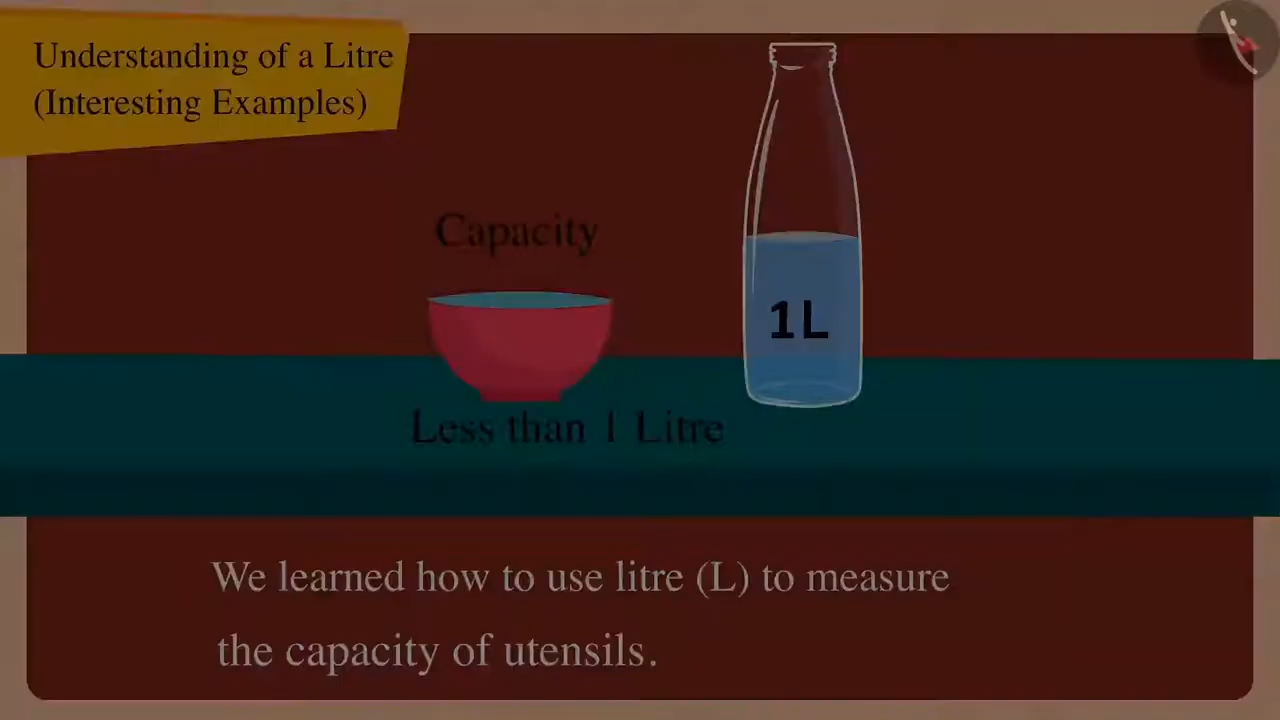 Understanding of a Litre
(Interesting Examples)
Capacity
1L
Less than 1 Litre
We learned how to use litre (L) to measure
the capacity of utensils.